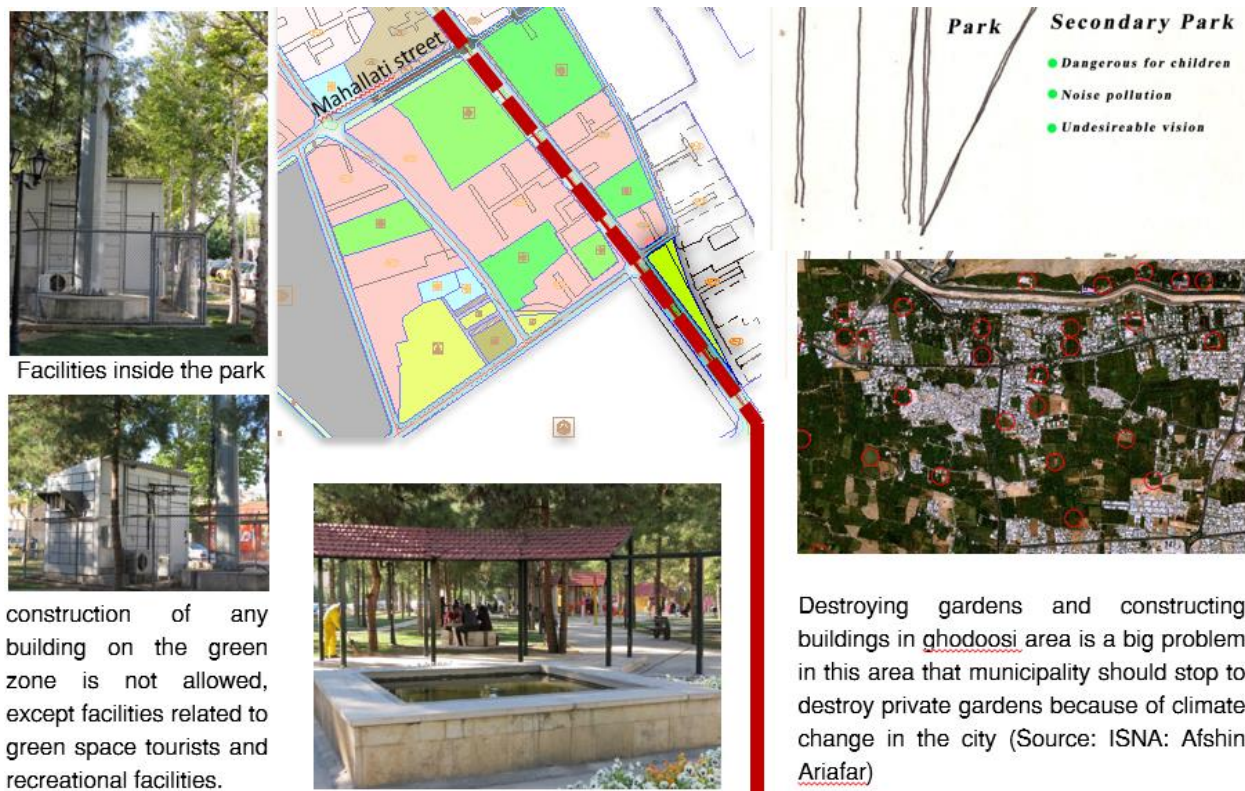 Mahallati street
Park
Secondary Park
Dangerous for children
Noise pollution
Undesireable vision
Facilities inside the park
construction of any
building on the green
zone is not allowed,
except facilities related to
green space tourists and
recreational facilities.
Destroying gardens and constructing
buildings in ghodoosi area is a big problem
in this area that municipality should stop to
destroy private gardens because of climate
change in the city (Source: ISNA: Afshin
Ariafar)